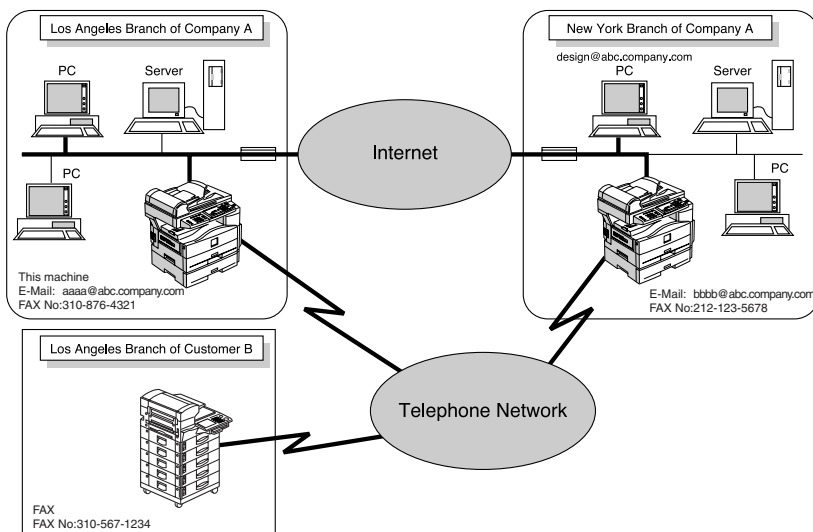 Los Angeles Branch of Company A
PC
Server
PC
This machine
E-Mail: aaaa@abc.company.com
FAX No:310-876-4321
Internet
New York Branch of Company A
design@abc.company.com
PC
Server
PC
E-Mail: bbbb@abc.company.com
FAX No:212-123-5678
Los Angeles Branch of Customer B
FAX
FAX No:310-567-1234
Telephone Network